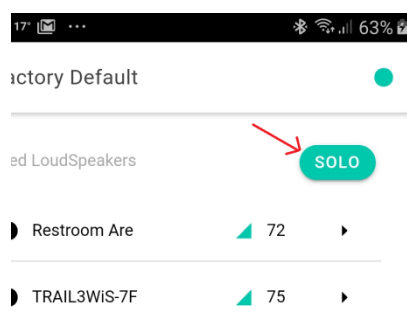 17° ... 63%
actory Default
ed LoudSpeakers SOLO
Restroom Are 72
TRAIL3WiS-7F 75